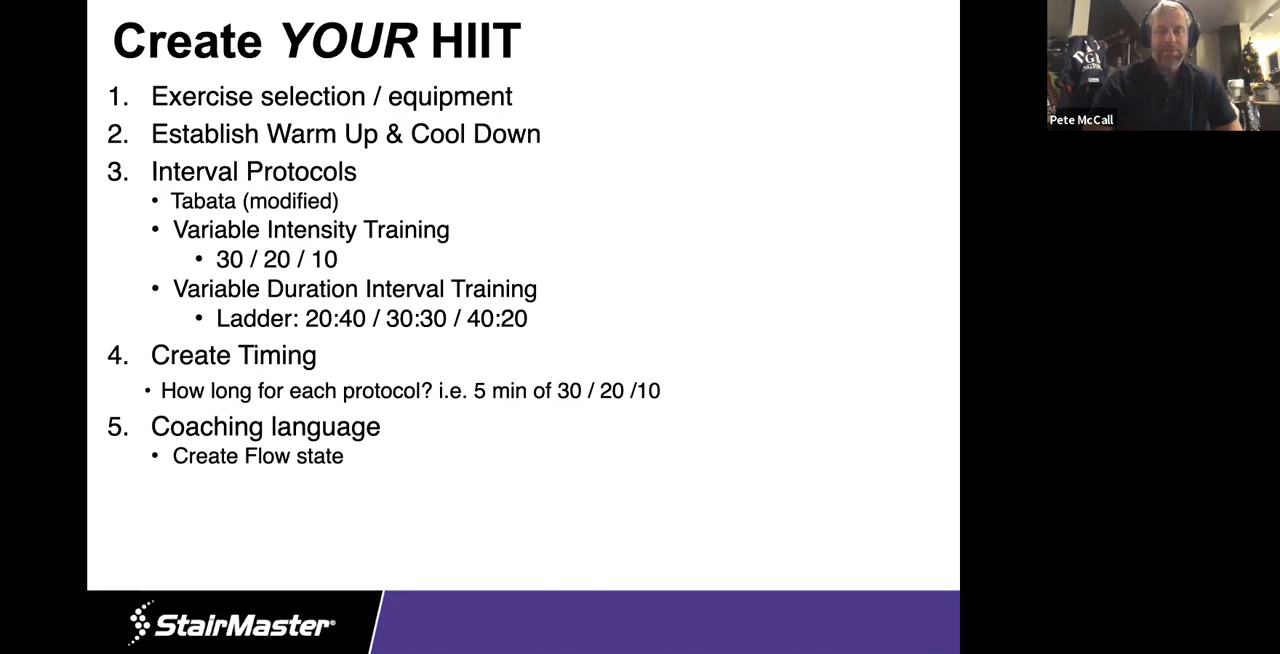 Create YOUR HIIT
1. Exercise selection / equipment
2. Establish Warm Up & Cool Down
3. Interval Protocols
• Tabata (modified)
• Variable Intensity Training
• 30 / 20 / 10
• Variable Duration Interval Training
• Ladder: 20:40 / 30:30 / 40:20
4. Create Timing
• How long for each protocol? i.e. 5 min of 30 / 20 /10
5. Coaching language
• Create Flow state
StairMaster®
Pete McCall